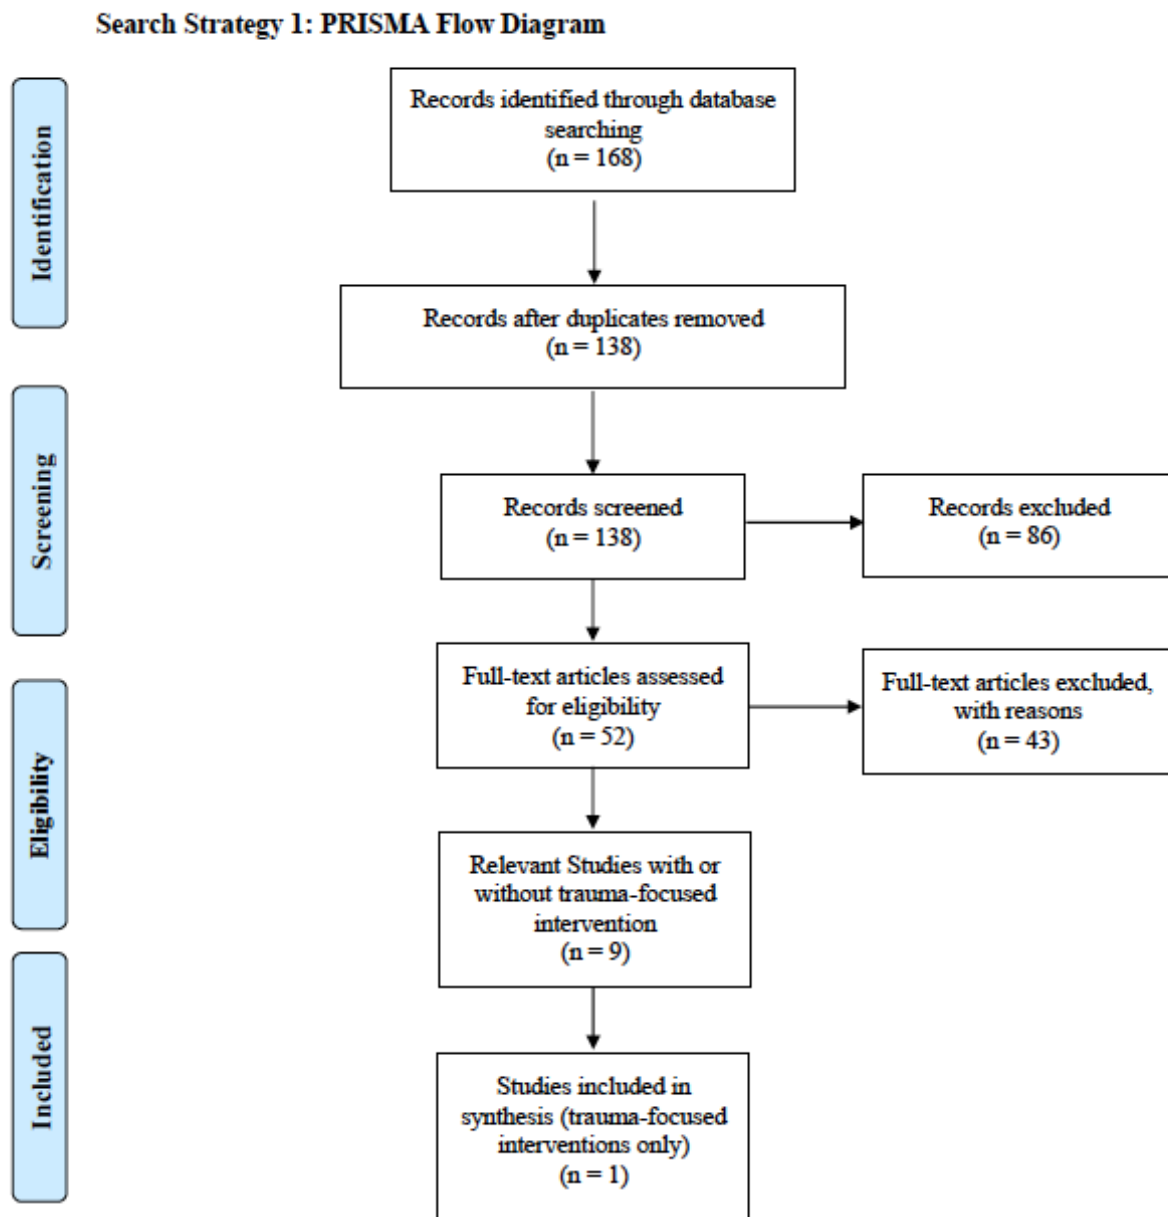 Search Strategy 1: PRISMA Flow Diagram
Identification
Records identified through database
searching
(n = 168)
Records after duplicates removed
(n = 138)
Screening
Records screened
(n = 138)
Records excluded
(n = 86)
Eligibility
Full-text articles assessed
for eligibility
(n = 52)
Full-text articles excluded,
with reasons
(n = 43)
Relevant Studies with or
without trauma-focused
intervention
(n = 9)
Included
Studies included in
synthesis (trauma-focused
interventions only)
(n = 1)